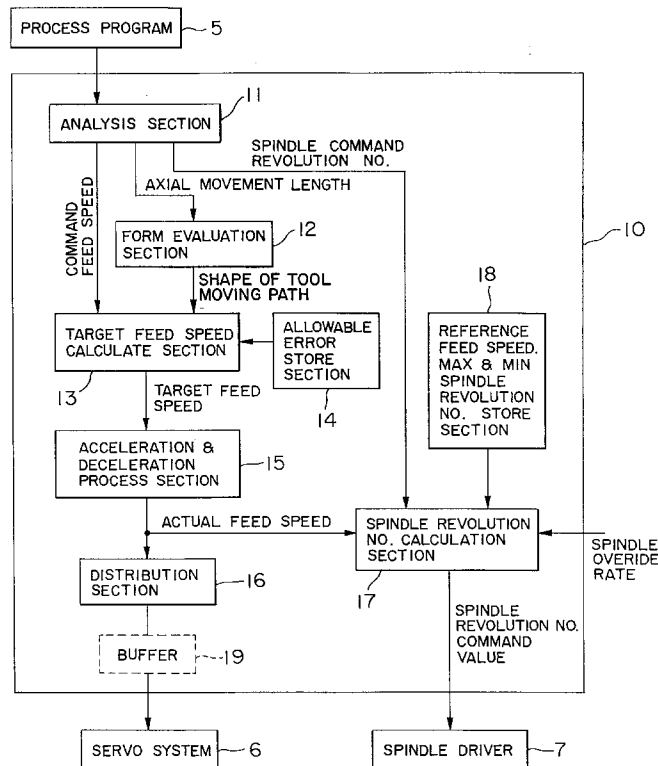 PROCESS PROGRAM
5
11
ANALYSIS SECTION
SPINDLE COMMAND
REVOLUTION NO.
AXIAL MOVEMENT LENGTH
COMMAND
FEED SPEED
FORM EVALUATION
SECTION
12
10
SHAPE OF TOOL
MOVING PATH
18
TARGET FEED SPEED
CALCULATE SECTION
13
ALLOWABLE
ERROR
STORE
SECTION
14
REFERENCE
FEED SPEED.
MAX & MIN
SPINDLE
REVOLUTION
NO. STORE
SECTION
TARGET FEED
SPEED
ACCELERATION &
DECELERATION
PROCESS SECTION
15
ACTUAL FEED SPEED
SPINDLE REVOLUTION
NO. CALCULATION
SECTION
17
SPINDLE
OVERIDE
RATE
DISTRIBUTION
SECTION
16
SPINDLE
REVOLUTION NO.
COMMAND
VALUE
BUFFER
19
SERVO SYSTEM
6
SPINDLE DRIVER
7